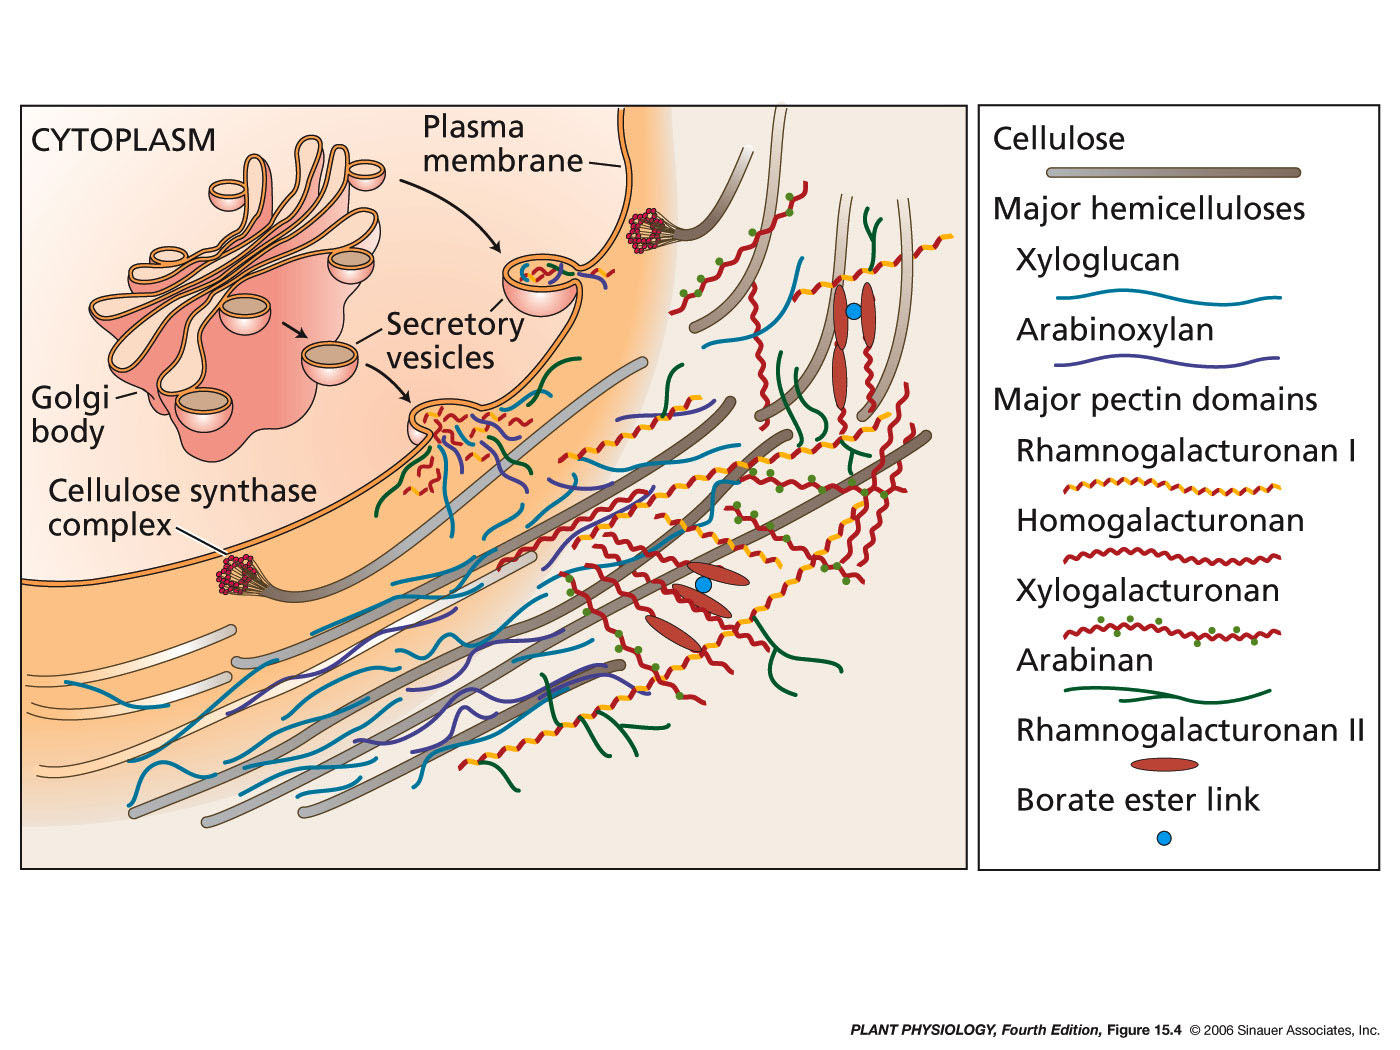 CYTOPLASM
Plasma
membrane
Secretory
vesicles
Golgi
body
Cellulose synthase
complex
Cellulose
Major hemicelluloses
Xyloglucan
Arabinoxylan
Major pectin domains
Rhamnogalacturonan I
Homogalacturonan
Xylogalacturonan
Arabinan
Rhamnogalacturonan II
Borate ester link
PLANT PHYSIOLOGY, Fourth Edition, Figure 15.4 © 2006 Sinauer Associates, Inc.